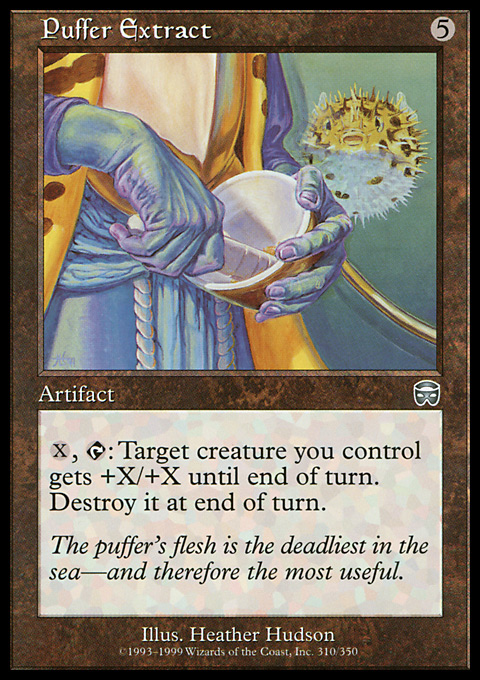 Puffer Extract 5
Artifact
X, : Target creature you control
gets +X/+X until end of turn.
Destroy it at end of turn.
The puffer's flesh is the deadliest in the
sea—and therefore the most useful.
Illus. Heather Hudson
©1993–1999 Wizards of the Coast, Inc. 310/350